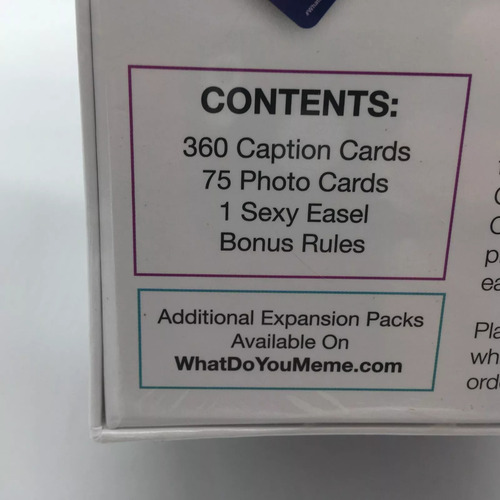 CONTENTS:
360 Caption Cards
75 Photo Cards
1 Sexy Easel
Bonus Rules
Additional Expansion Packs
Available On
WhatDoYouMeme.com